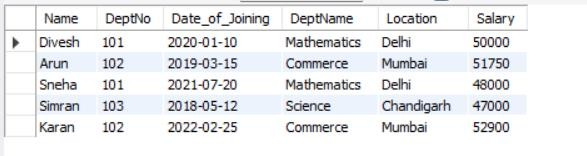 Name DeptNo Date_of_Joining DeptName Location Salary
Divesh 101 2020-01-10 Mathematics Delhi 50000
Arun 102 2019-03-15 Commerce Mumbai 51750
Sneha 101 2021-07-20 Mathematics Delhi 48000
Simran 103 2018-05-12 Science Chandigarh 47000
Karan 102 2022-02-25 Commerce Mumbai 52900